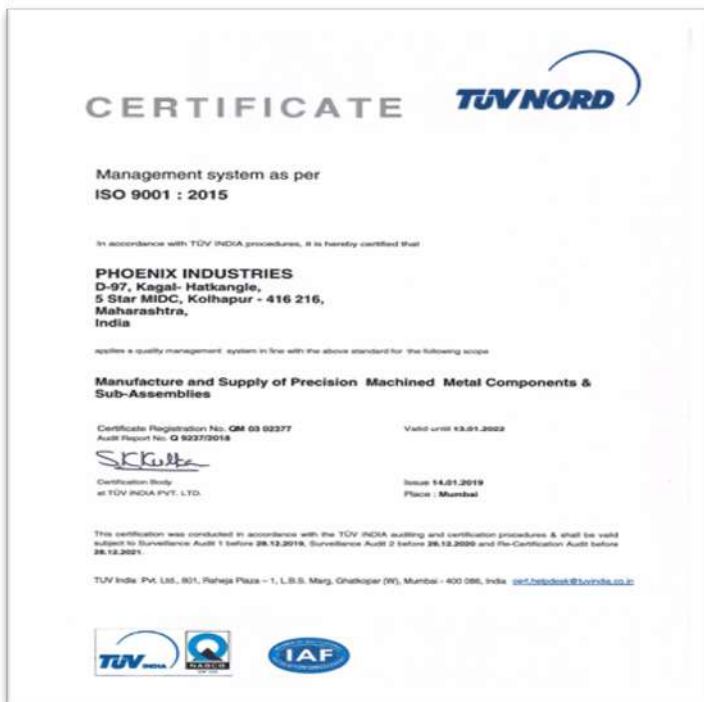 TÜV NORD
CERTIFICATE
Management system as per
ISO 9001 : 2015
In accordance with TÜV INDIA procedures, it is hereby certified that
PHOENIX INDUSTRIES
D-97, Kagal- Hatkangle,
5 Star MIDC, Kolhapur - 416 216,
Maharashtra,
India
applies a quality management system in line with the above standard for the following scope
Manufacture and Supply of Precision Machined Metal Components &
Sub-Assemblies
Certificate Registration No. QM 03 02377
Audit Report No. Q 9237/2018
Valid until 13.01.2022
Certification Body
at TÜV INDIA PVT. LTD.
Issue 14.01.2019
Place : Mumbai
This certification was conducted in accordance with the TÜV INDIA auditing and certification procedures & shall be valid
subject to Surveillance Audit 1 before 28.12.2019, Surveillance Audit 2 before 28.12.2020 and Re-Certification Audit before
28.12.2021.
TUV India Pvt. Ltd., 801, Raheja Plaza – 1, L.B.S. Marg, Ghatkopar (W), Mumbai - 400 086, India cert.helpdesk@tuvindia.co.in
TÜV INDIA
NABCB
IAF